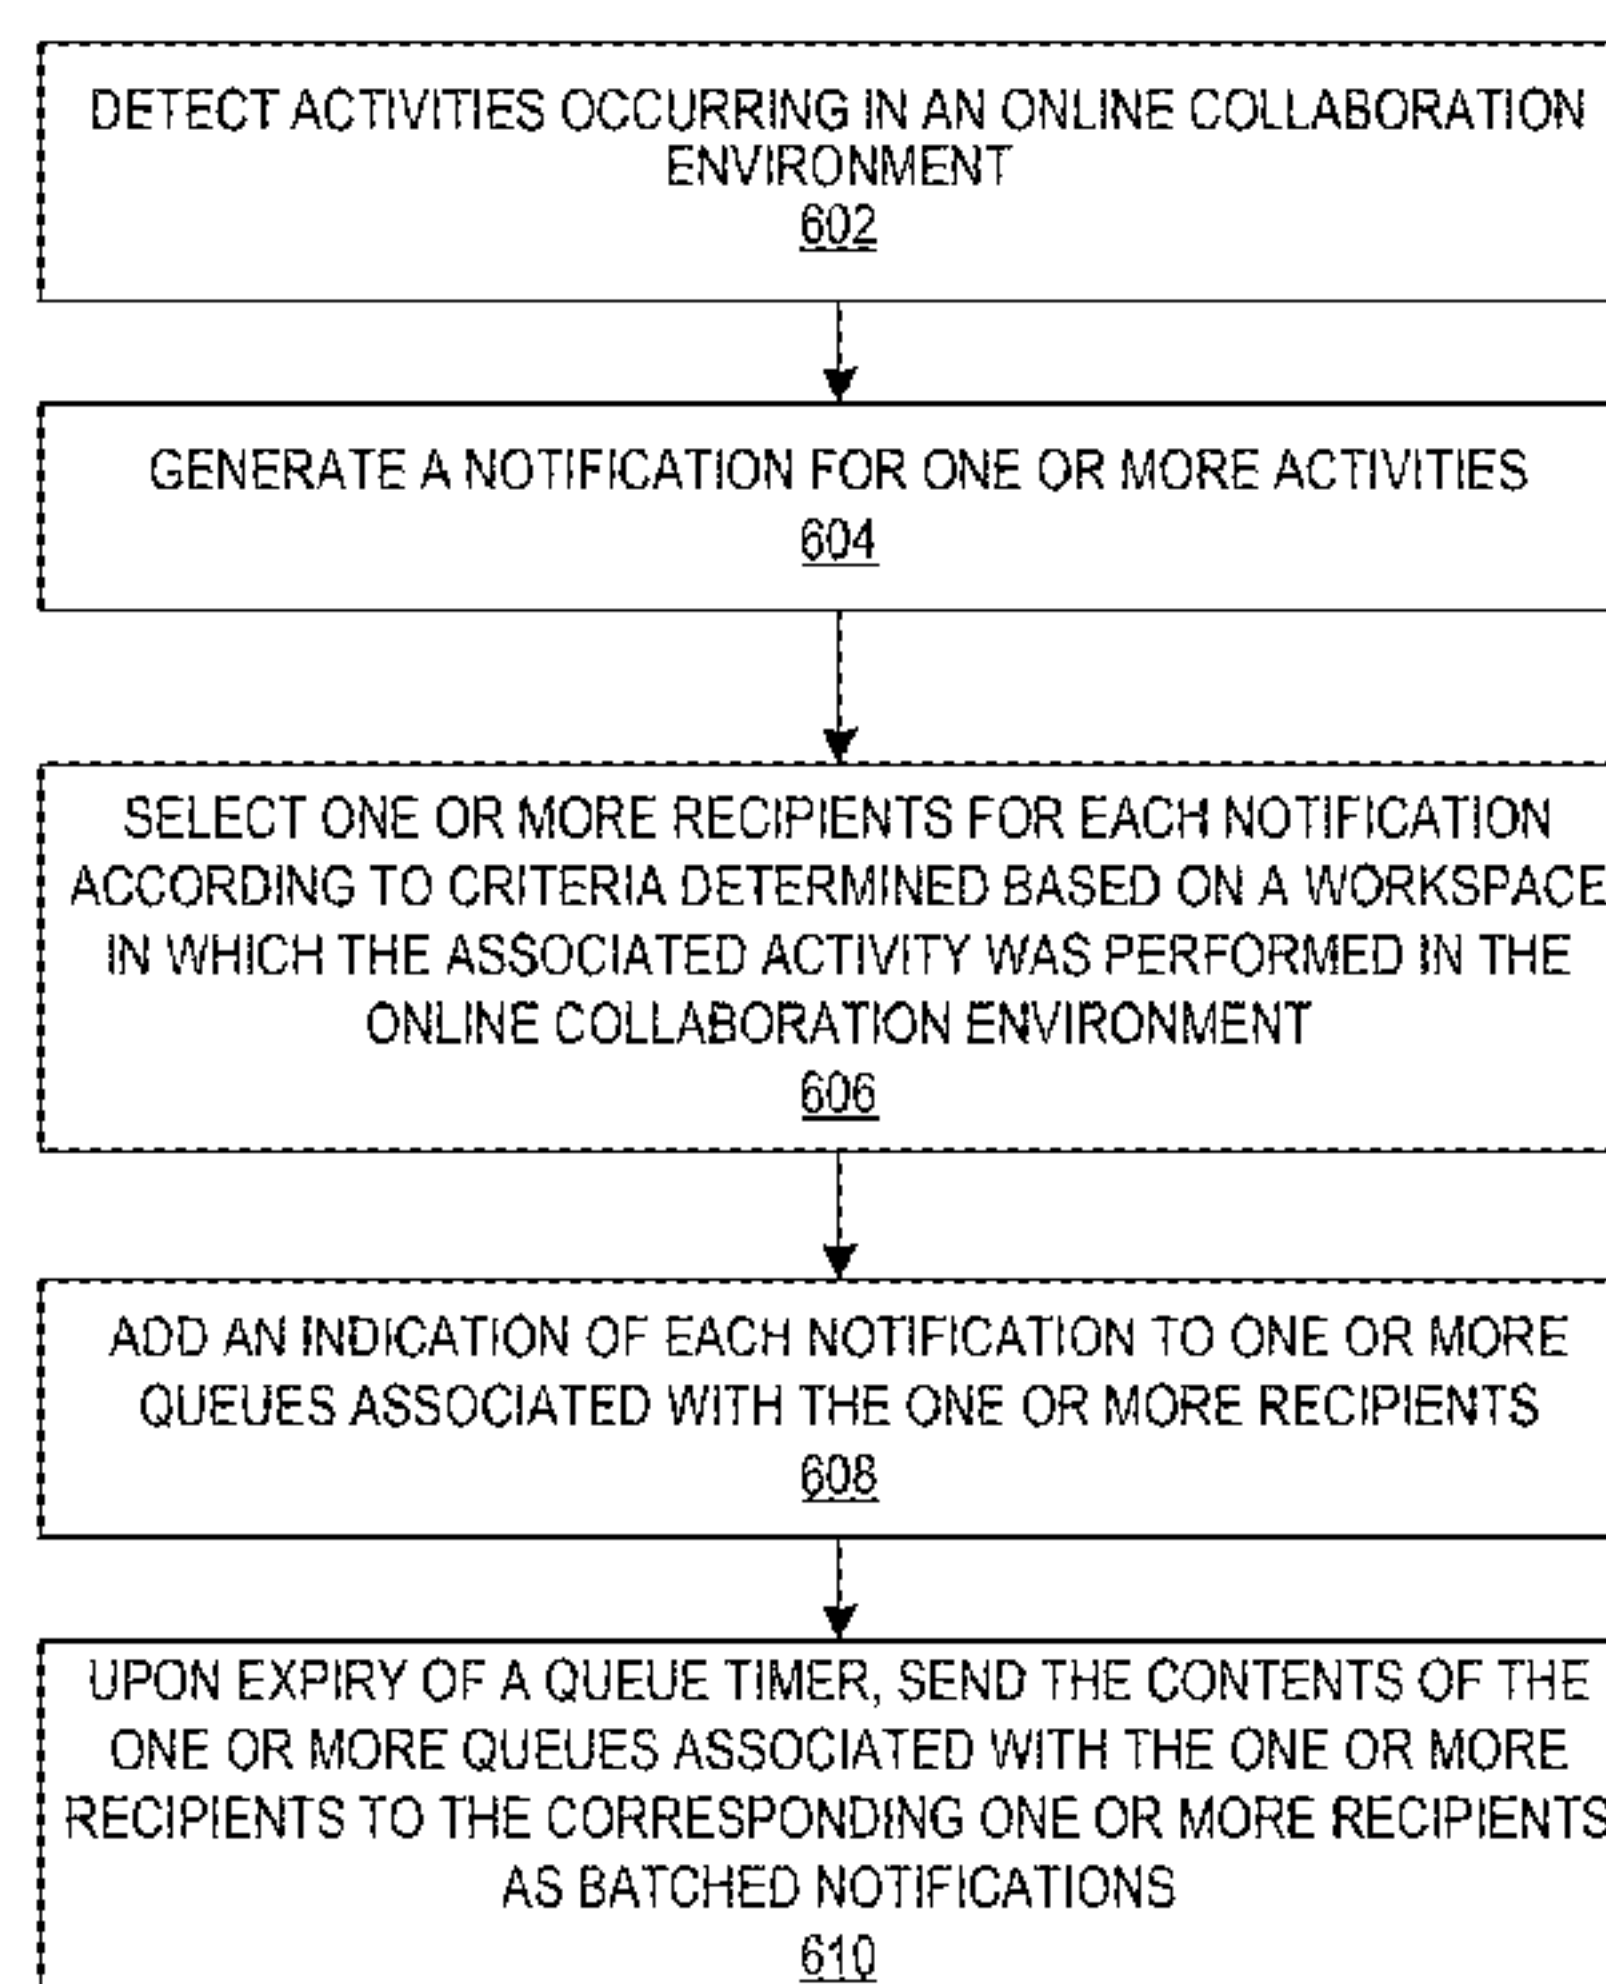 DETECT ACTIVITIES OCCURRING IN AN ONLINE COLLABORATION
ENVIRONMENT
602
GENERATE A NOTIFICATION FOR ONE OR MORE ACTIVITIES
604
SELECT ONE OR MORE RECIPIENTS FOR EACH NOTIFICATION
ACCORDING TO CRITERIA DETERMINED BASED ON A WORKSPACE
IN WHICH THE ASSOCIATED ACTIVITY WAS PERFORMED IN THE
ONLINE COLLABORATION ENVIRONMENT
606
ADD AN INDICATION OF EACH NOTIFICATION TO ONE OR MORE
QUEUES ASSOCIATED WITH THE ONE OR MORE RECIPIENTS
608
UPON EXPIRY OF A QUEUE TIMER, SEND THE CONTENTS OF THE
ONE OR MORE QUEUES ASSOCIATED WITH THE ONE OR MORE
RECIPIENTS TO THE CORRESPONDING ONE OR MORE RECIPIENTS
AS BATCHED NOTIFICATIONS
610